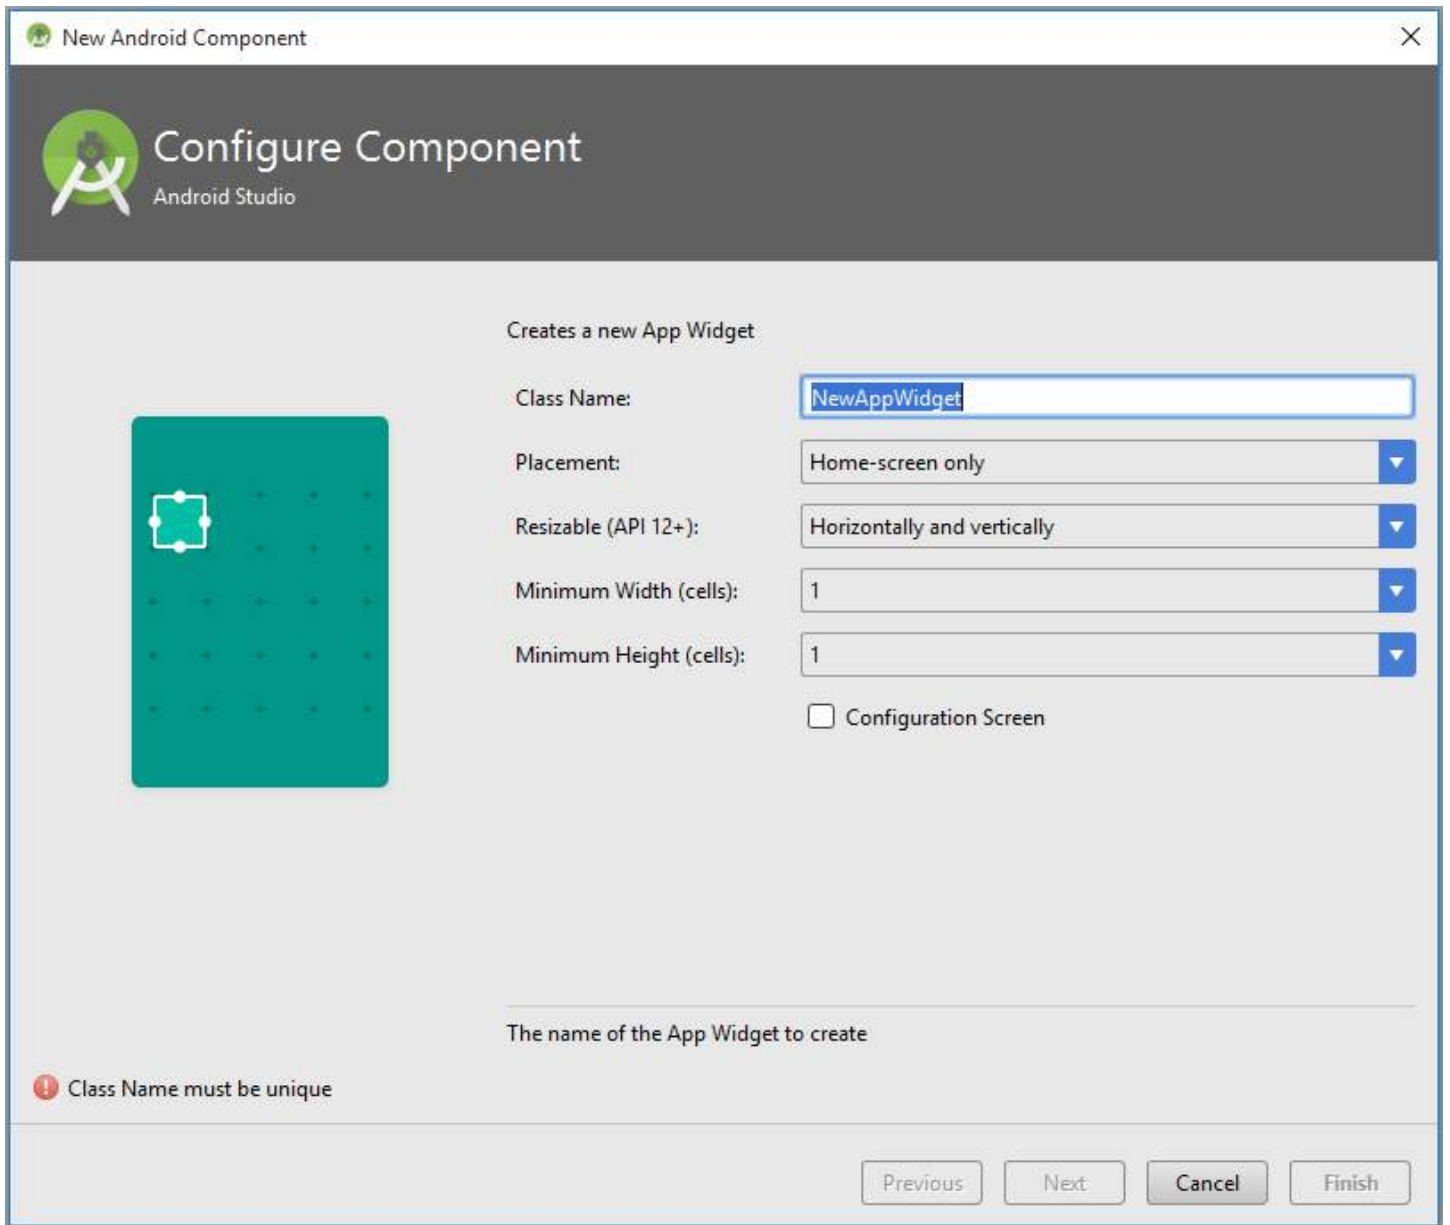 New Android Component
Configure Component
Android Studio
Creates a new App Widget
Class Name: NewAppWidget
Placement: Home-screen only
Resizable (API 12+): Horizontally and vertically
Minimum Width (cells): 1
Minimum Height (cells): 1
Configuration Screen
The name of the App Widget to create
Class Name must be unique
Previous Next Cancel Finish